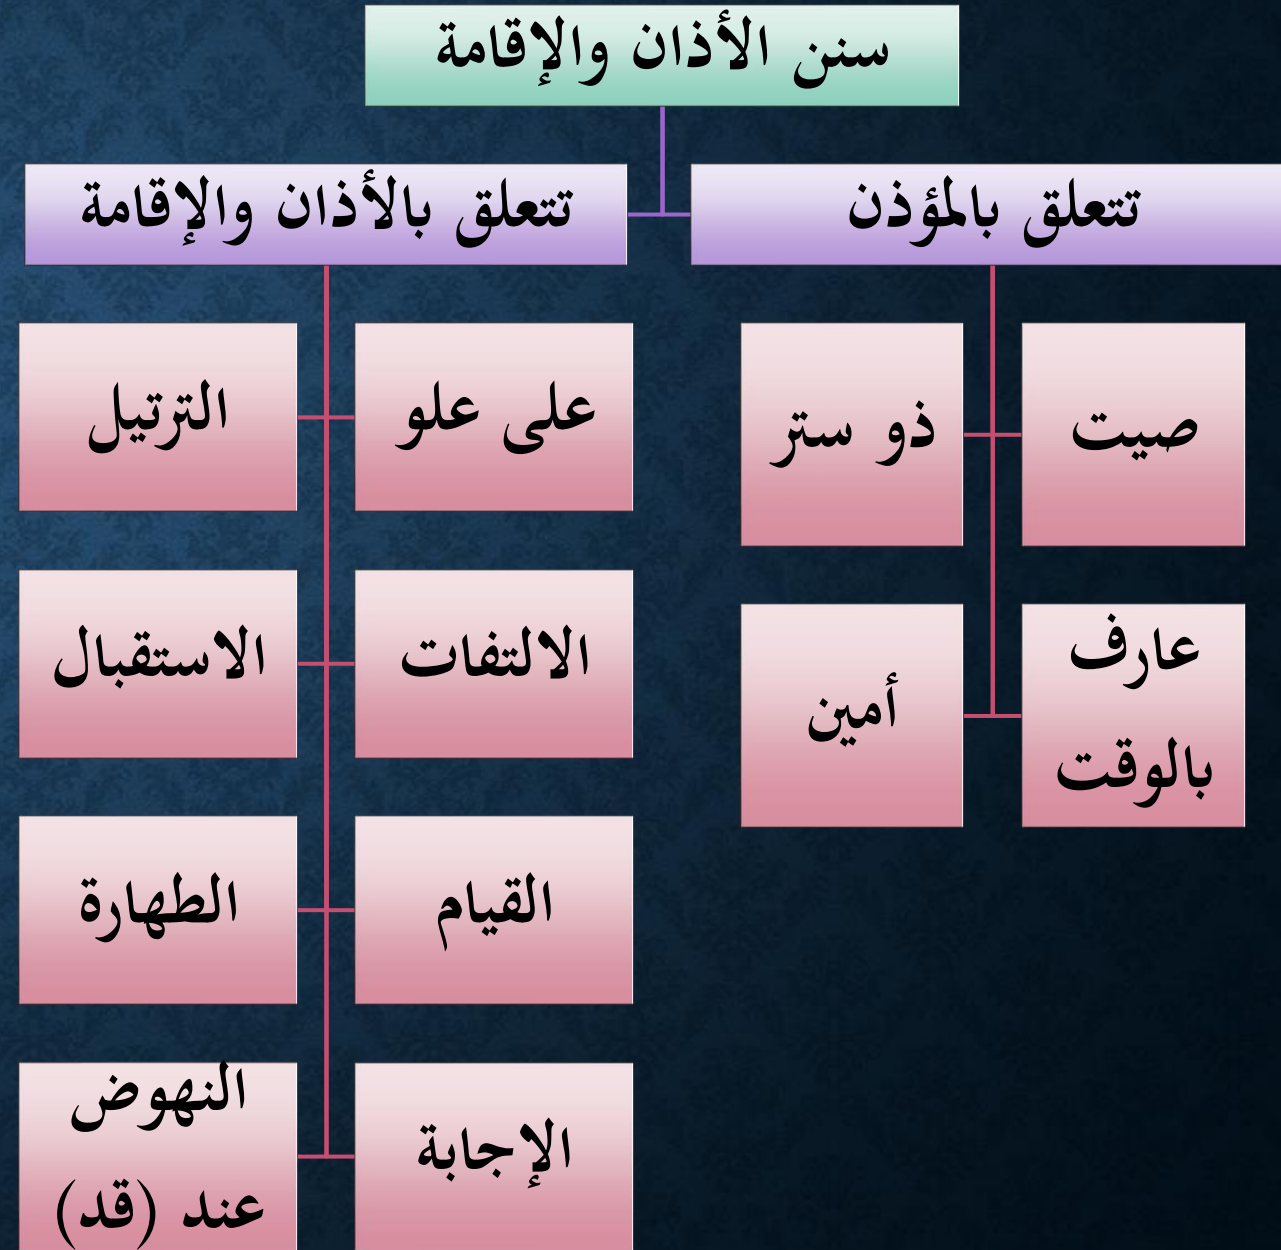 سنن الأذان والإقامة
تتعلق بالمؤذن
صيت
ذو ستر
عارف
بالوقت
أمين
تتعلق بالأذان والإقامة
على علو
الترتيل
الالتفات
الاستقبال
القيام
الطهارة
الإجابة
النهوض
عند (قد)